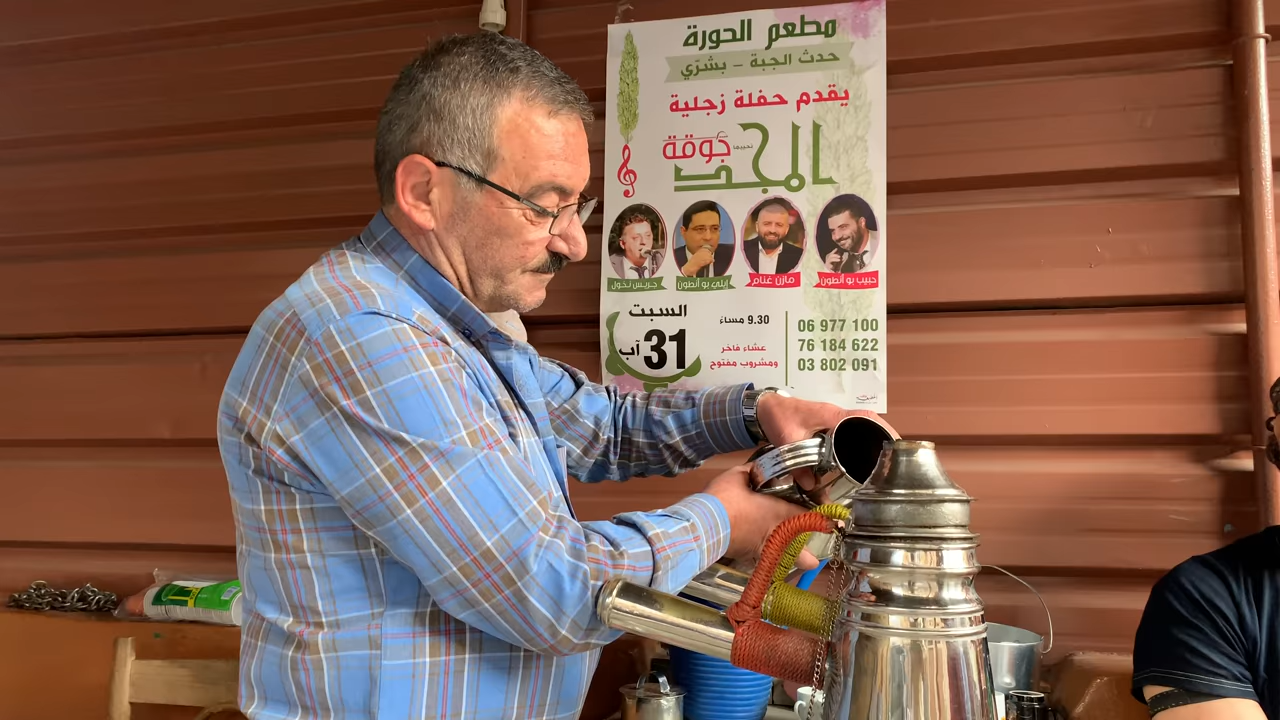 مطعم الحورة
حدث الجبة - بشرّي
يقدم حفلة زجلية
جوقة
المجد
جريس نخول
إيلي بو أنطون
مازن غنام
حبيب بو أنطون
السبت
31 آب
9.30 مساءً
عشاء فاخر
ومشروب مفتوح
06 977 100
76 184 622
03 802 091